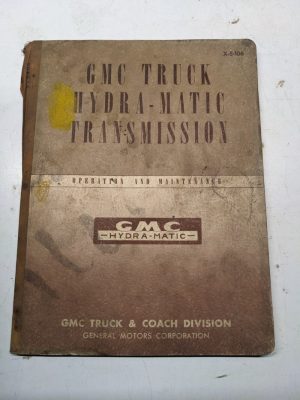 X-5106
GMC TRUCK
HYDRA-MATIC
TRANSMISSION
OPERATION AND MAINTENANCE
GMC
HYDRA-MATIC
GMC TRUCK & COACH DIVISION
GENERAL MOTORS CORPORATION